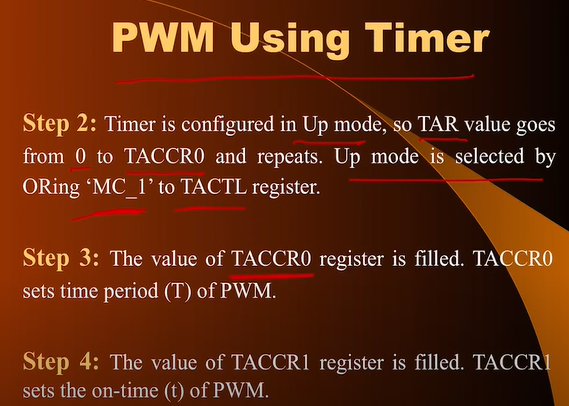 PWM Using Timer
Step 2: Timer is configured in Up mode, so TAR value goes
from 0 to TACCR0 and repeats. Up mode is selected by
ORing ‘MC_1’ to TACTL register.
Step 3: The value of TACCR0 register is filled. TACCR0
sets time period (T) of PWM.
Step 4: The value of TACCR1 register is filled. TACCR1
sets the on-time (t) of PWM.